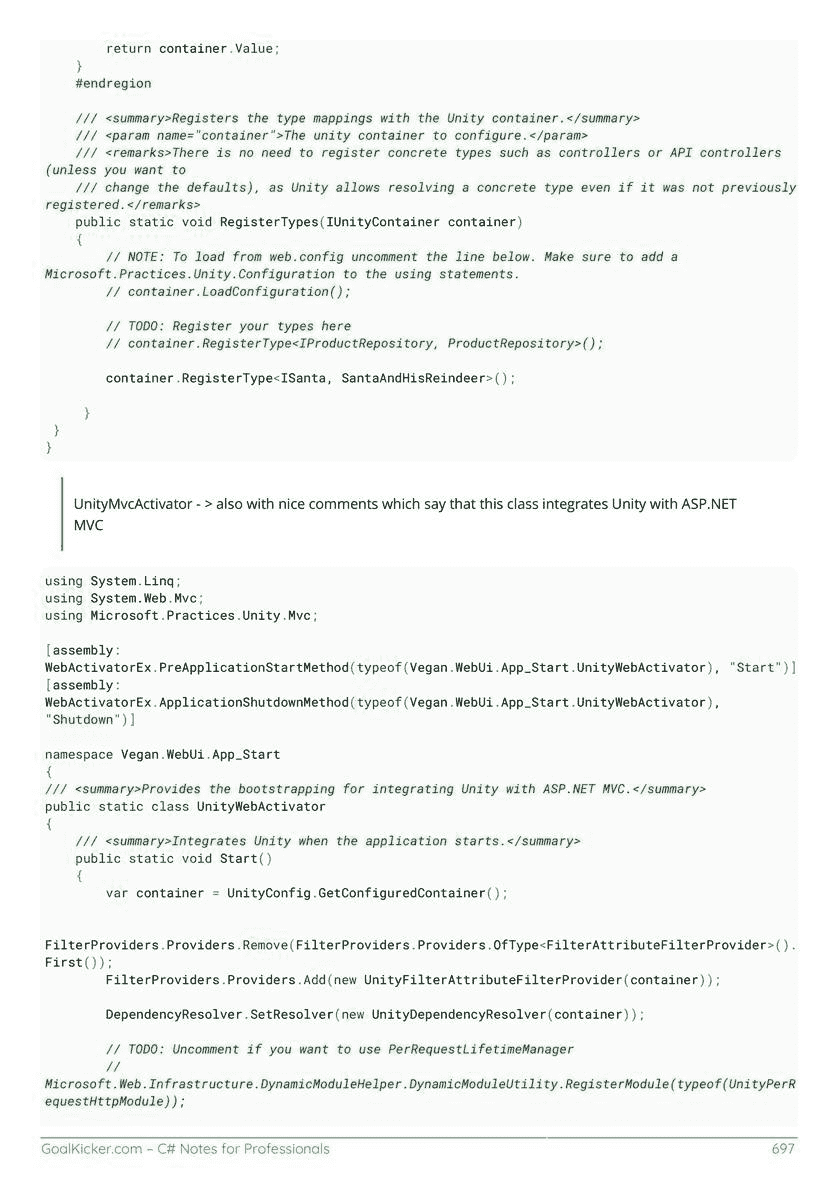 return container.Value;
    }
    #endregion

    /// <summary>Registers the type mappings with the Unity container.</summary>
    /// <param name="container">The unity container to configure.</param>
    /// <remarks>There is no need to register concrete types such as controllers or API controllers
(unless you want to
    /// change the defaults), as Unity allows resolving a concrete type even if it was not previously
registered.</remarks>
    public static void RegisterTypes(IUnityContainer container)
    {
        // NOTE: To load from web.config uncomment the line below. Make sure to add a
Microsoft.Practices.Unity.Configuration to the using statements.
        // container.LoadConfiguration();

        // TODO: Register your types here
        // container.RegisterType<IProductRepository, ProductRepository>();

        container.RegisterType<ISanta, SantaAndHisReindeer>();

     }
 }
}

UnityMvcActivator - > also with nice comments which say that this class integrates Unity with ASP.NET
MVC

using System.Linq;
using System.Web.Mvc;
using Microsoft.Practices.Unity.Mvc;

[assembly:
WebActivatorEx.PreApplicationStartMethod(typeof(Vegan.WebUi.App_Start.UnityWebActivator), "Start")]
[assembly:
WebActivatorEx.ApplicationShutdownMethod(typeof(Vegan.WebUi.App_Start.UnityWebActivator),
"Shutdown")]

namespace Vegan.WebUi.App_Start
{
/// <summary>Provides the bootstrapping for integrating Unity with ASP.NET MVC.</summary>
public static class UnityWebActivator
{
    /// <summary>Integrates Unity when the application starts.</summary>
    public static void Start()
    {
        var container = UnityConfig.GetConfiguredContainer();


FilterProviders.Providers.Remove(FilterProviders.Providers.OfType<FilterAttributeFilterProvider>().
First());
        FilterProviders.Providers.Add(new UnityFilterAttributeFilterProvider(container));

        DependencyResolver.SetResolver(new UnityDependencyResolver(container));

        // TODO: Uncomment if you want to use PerRequestLifetimeManager
        //
Microsoft.Web.Infrastructure.DynamicModuleHelper.DynamicModuleUtility.RegisterModule(typeof(UnityPerR
equestHttpModule));

GoalKicker.com – C# Notes for Professionals
697